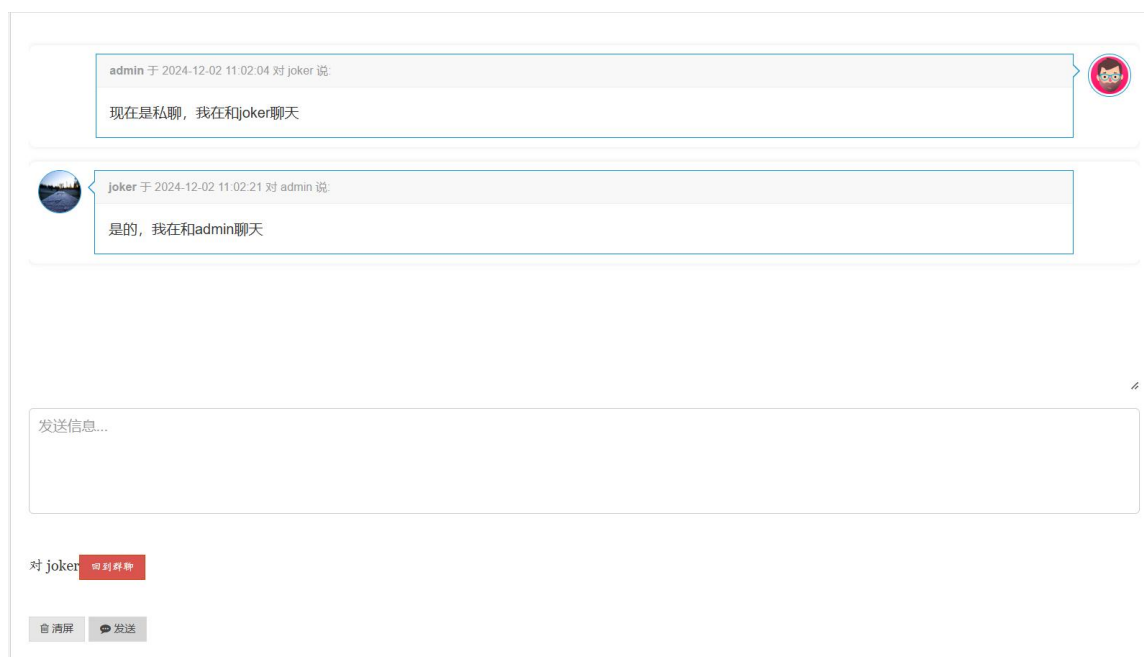 admin 于 2024-12-02 11:02:04 对 joker 说:
现在是私聊，我在和joker聊天
joker 于 2024-12-02 11:02:21 对 admin 说:
是的，我在和admin聊天
发送信息...
对 joker 回到群聊
清屏 发送